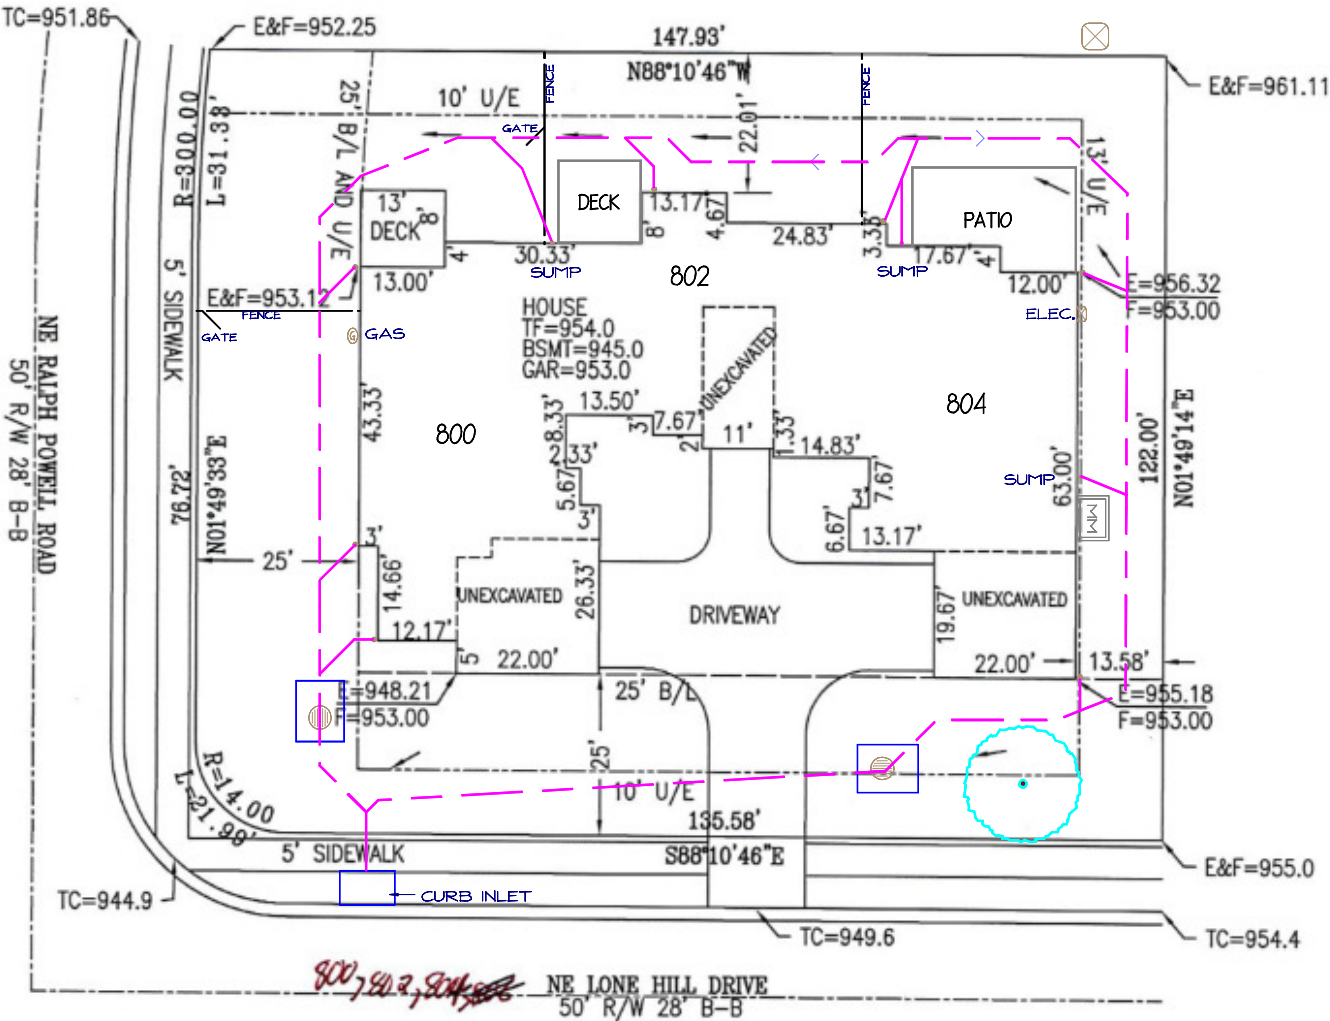 TC=951.86
E&F=952.25
147.93'
N88°10'46"W
E&F=961.11
R=300.00
L=31.38'
25' B/L AND U/E
10' U/E
FENCE
FENCE
GATE
22.01'
13' U/E
13'
8'
DECK
DECK
13.17'
4.67'
8'
PATIO
24.83'
3.33'
17.67'
4'
4'
30.33'
SUMP
SUMP
13.00'
12.00'
802
E&F=953.12
FENCE
GATE
E=956.32
F=953.00
ELEC.
GAS
HOUSE
TF=954.0
BSMT=945.0
GAR=953.0
UNEXCAVATED
5' SIDEWALK
NE RALPH POWELL ROAD
50' R/W 28' B-B
43.33'
800
804
13.50'
8.33'
3'
7.67'
2'
11'
1.33'
14.83'
7.67'
2.33'
5.67'
3'
3'
6.67'
13.17'
SUMP
63.00'
122.00'
N01°49'14"E
MM
79.72'
N01°49'33"E
25'
3'
14.66'
12.17'
UNEXCAVATED
26.33'
DRIVEWAY
19.67'
UNEXCAVATED
5'
22.00'
22.00'
13.58'
25' B/L
E=948.21
F=953.00
E=955.18
F=953.00
25'
10' U/E
R=14.00
L=21.99'
135.58'
S88°10'46"E
5' SIDEWALK
CURB INLET
E&F=955.0
TC=944.9
TC=949.6
TC=954.4
800, 802, 804,
NE LONE HILL DRIVE
50' R/W 28' B-B